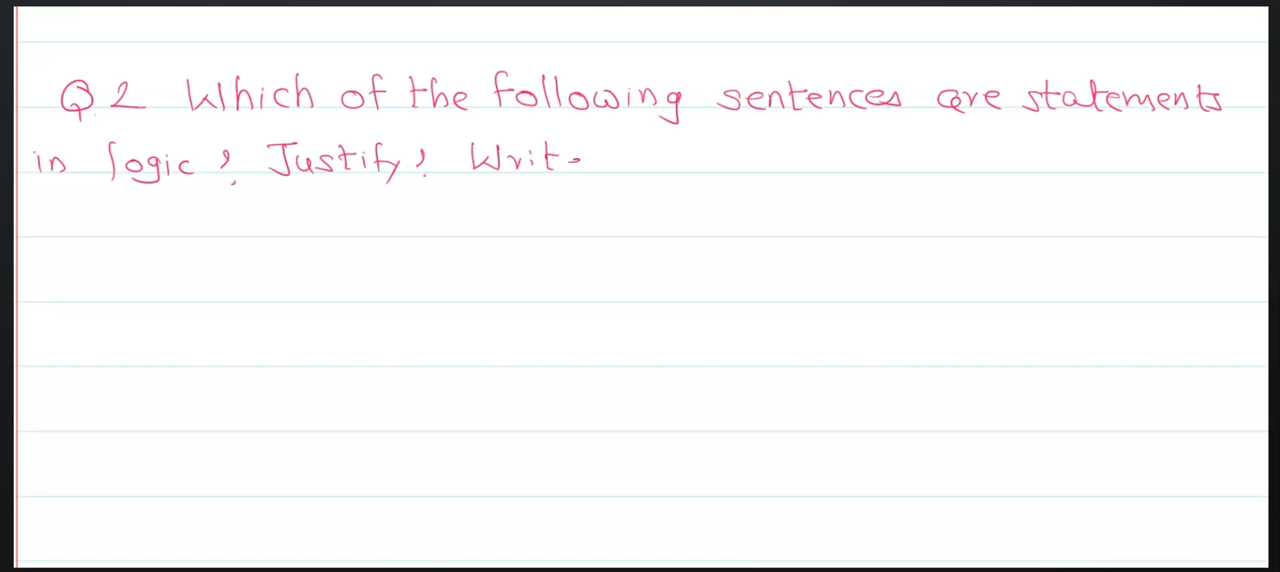 Q 2 Which of the following sentences are statements
in logic ? Justify ? Writ